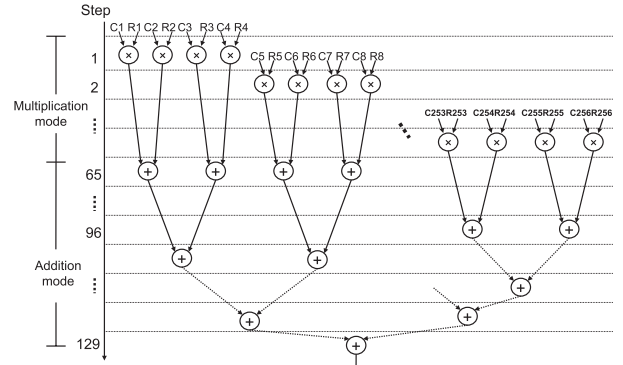 Step
C1 R1 C2 R2 C3 R3 C4 R4
1
C5 R5 C6 R6 C7 R7 C8 R8
2
Multiplication
mode
C253R253 C254R254 C255R255 C256R256
65
96
Addition
mode
129